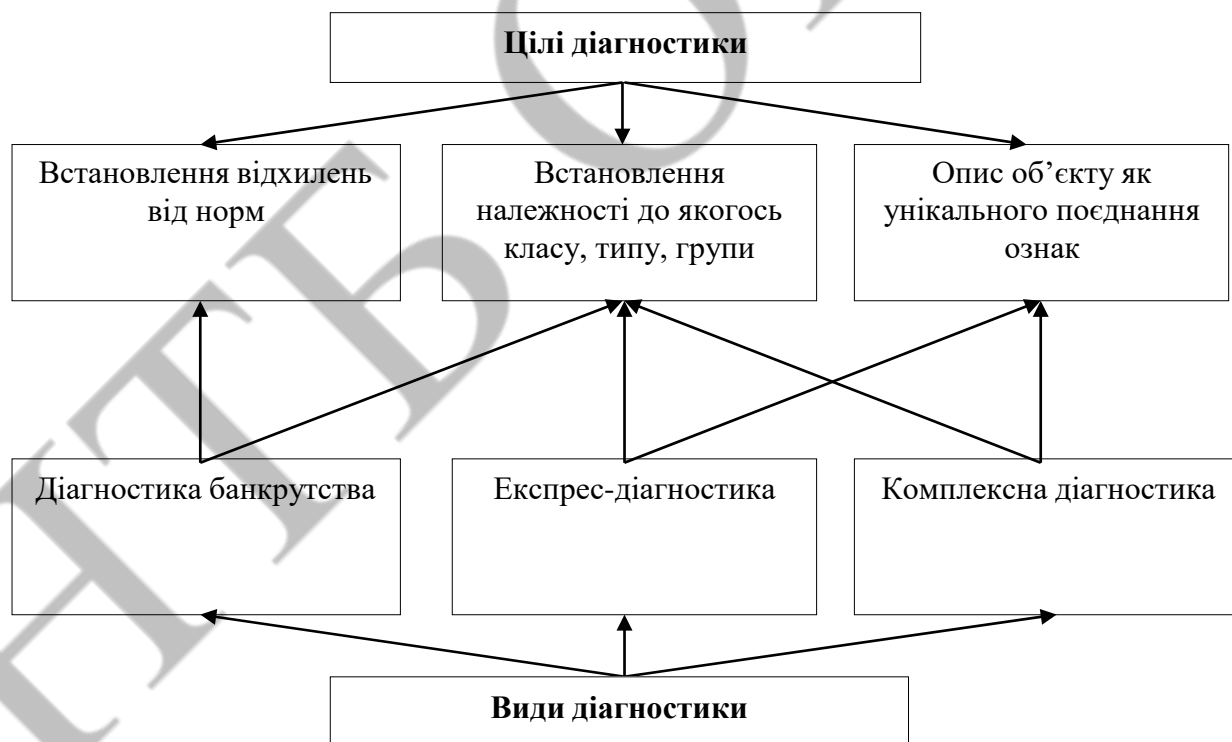 Цілі діагностики
Встановлення відхилень
від норм
Встановлення
належності до якогось
класу, типу, групи
Опис об’єкту як
унікального поєднання
ознак
Діагностика банкрутства
Експрес-діагностика
Комплексна діагностика
Види діагностики